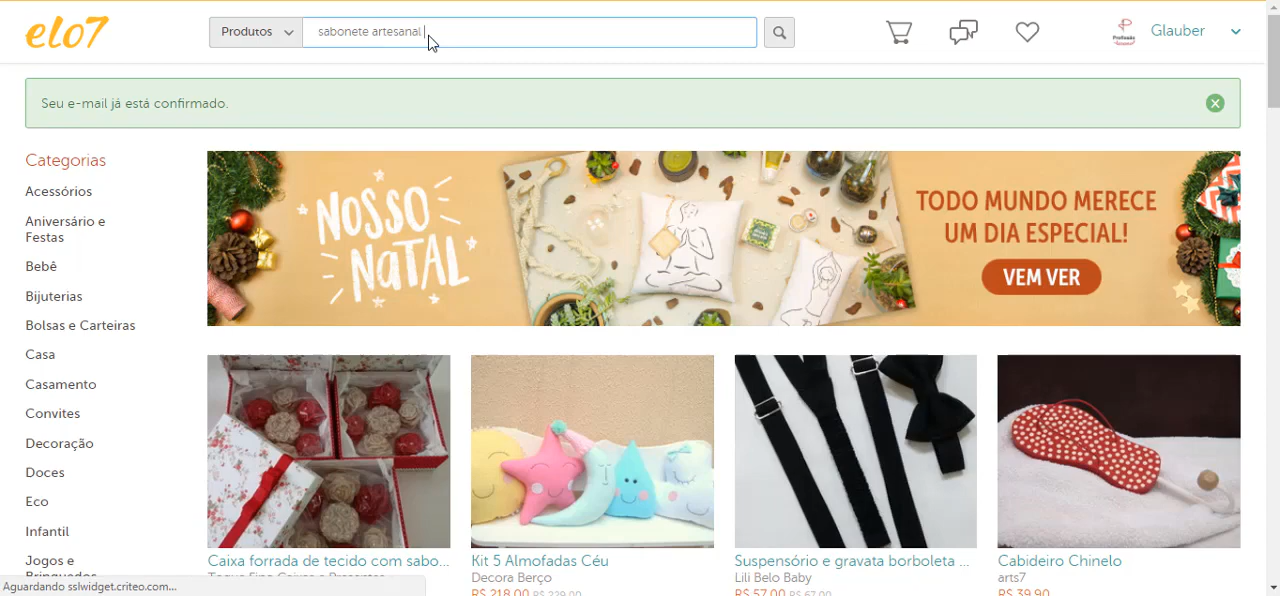 elo7
Produtos
sabonete artesanal
Glauber
Seu e-mail já está confirmado.
Categorias
Acessórios
Aniversário e
Festas
Bebê
Bijuterias
Bolsas e Carteiras
Casa
Casamento
Convites
Decoração
Doces
Eco
Infantil
Jogos e
Brinquedos
NOSSO
NATAL
TODO MUNDO MERECE
UM DIA ESPECIAL!
VEM VER
Caixa forrada de tecido com sabo...
Kit 5 Almofadas Céu
Decora Berço
R$ 218,00 R$ 229,00
Suspensório e gravata borboleta ...
Lili Belo Baby
R$ 57,00 R$ 67,00
Cabideiro Chinelo
arts7
R$ 39,90
Aguardando sslwidget.criteo.com...